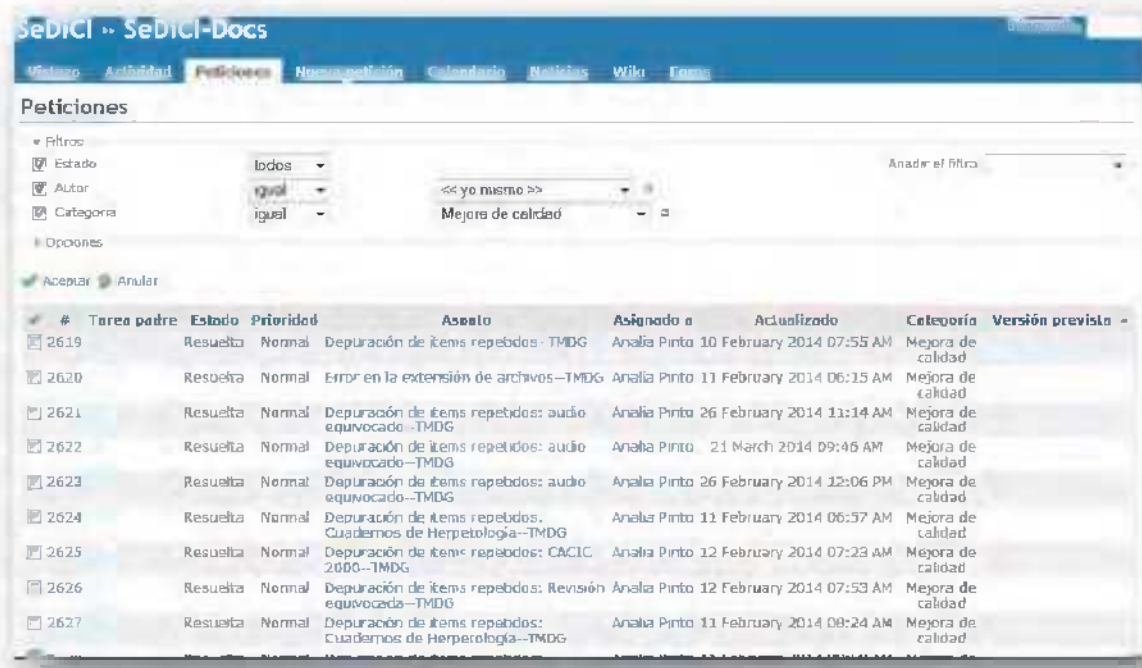 SeDiCI » SeDiCI-Docs
Búsqueda
Vistazo Actividad Peticiones Nueva petición Calendario Noticias Wiki Foros
Peticiones
Filtros
Estado todos Añadir el filtro
Autor igual << yo mismo >>
Categoría igual Mejora de calidad
Opciones
Aceptar Anular
# Tarea padre Estado Prioridad Asunto Asignado a Actualizado Categoría Versión prevista
2619 Resuelta Normal Depuración de ítems repetidos - TMDG Analía Pinto 10 February 2014 07:55 AM Mejora de
calidad
2620 Resuelta Normal Error en la extensión de archivos--TMDG Analía Pinto 11 February 2014 06:15 AM Mejora de
calidad
2621 Resuelta Normal Depuración de ítems repetidos: audio Analía Pinto 26 February 2014 11:14 AM Mejora de
equivocado--TMDG calidad
2622 Resuelta Normal Depuración de ítems repetidos: audio Analía Pinto 21 March 2014 09:46 AM Mejora de
equivocado--TMDG calidad
2623 Resuelta Normal Depuración de ítems repetidos: audio Analía Pinto 26 February 2014 12:06 PM Mejora de
equivocado--TMDG calidad
2624 Resuelta Normal Depuración de ítems repetidos. Analía Pinto 11 February 2014 06:57 AM Mejora de
Cuadernos de Herpetología--TMDG calidad
2625 Resuelta Normal Depuración de ítems repetidos: CACIC Analía Pinto 12 February 2014 07:23 AM Mejora de
2000--TMDG calidad
2626 Resuelta Normal Depuración de ítems repetidos: Revisión Analía Pinto 12 February 2014 07:53 AM Mejora de
equivocada--TMDG calidad
2627 Resuelta Normal Depuración de ítems repetidos: Analía Pinto 11 February 2014 08:24 AM Mejora de
Cuadernos de Herpetología--TMDG calidad